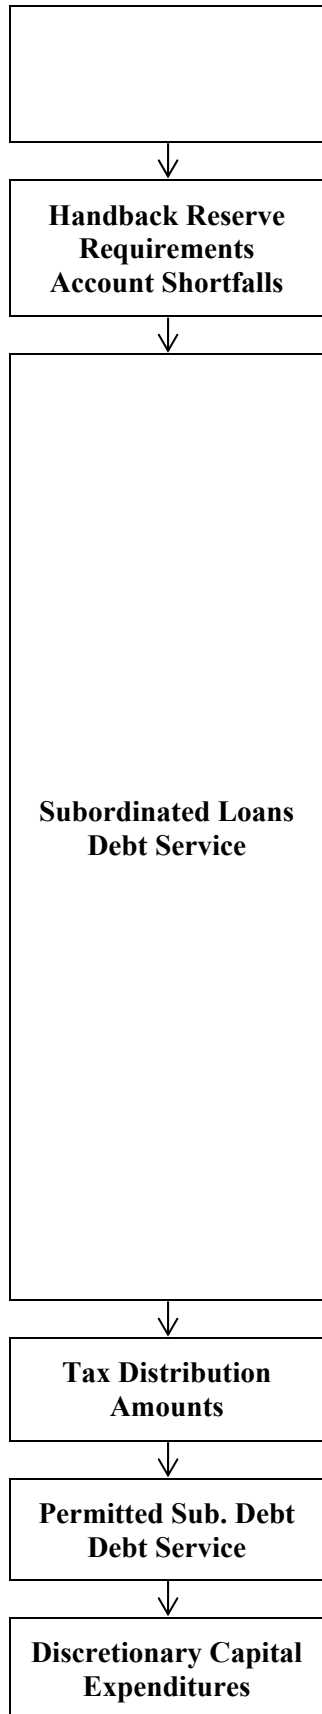 Handback Reserve
Requirements
Account Shortfalls
Subordinated Loans
Debt Service
Tax Distribution
Amounts
Permitted Sub. Debt
Debt Service
Discretionary Capital
Expenditures